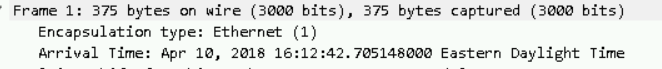 Frame 1: 375 bytes on wire (3000 bits), 375 bytes captured (3000 bits)
Encapsulation type: Ethernet (1)
Arrival Time: Apr 10, 2018 16:12:42.705148000 Eastern Daylight Time